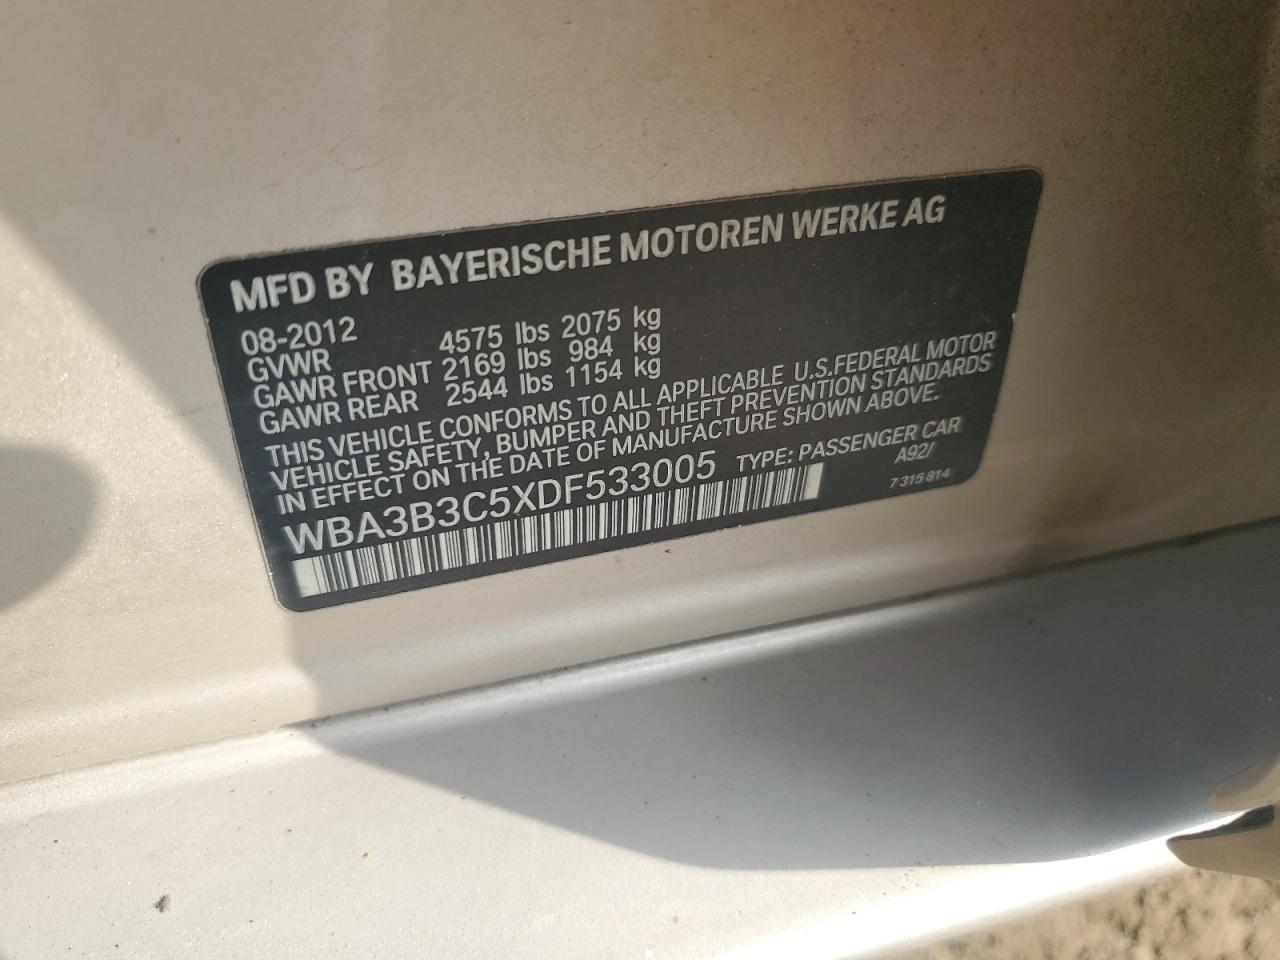 MFD BY BAYERISCHE MOTOREN WERKE AG
08-2012
GVWR 4575 lbs 2075 kg
GAWR FRONT 2169 lbs 984 kg
GAWR REAR 2544 lbs 1154 kg
THIS VEHICLE CONFORMS TO ALL APPLICABLE U.S.FEDERAL MOTOR
VEHICLE SAFETY, BUMPER AND THEFT PREVENTION STANDARDS
IN EFFECT ON THE DATE OF MANUFACTURE SHOWN ABOVE.
WBA3B3C5XDF533005 TYPE: PASSENGER CAR
A92/
7 315 814